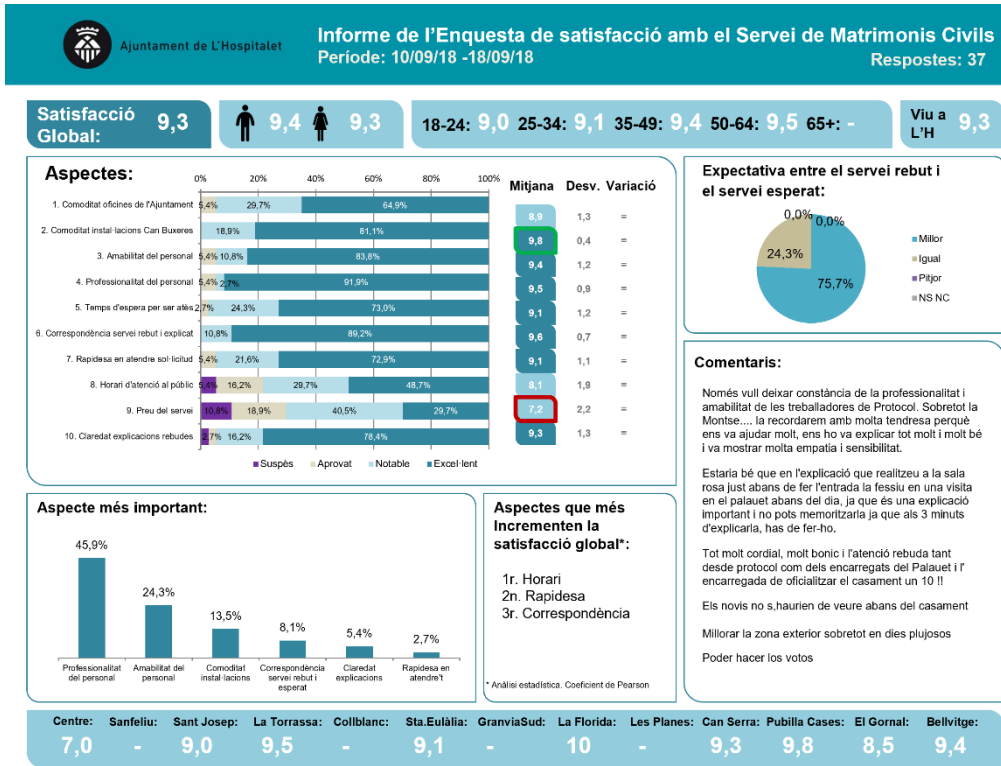 Ajuntament de L'Hospitalet
Informe de l'Enquesta de satisfacció amb el Servei de Matrimonis Civils
Període: 10/09/18 -18/09/18
Respostes: 37
Satisfacció Global: 9,3
9,4 9,3
18-24: 9,0 25-34: 9,1 35-49: 9,4 50-64: 9,5 65+: -
Viu a L'H 9,3
Aspectes:
0% 20% 40% 60% 80% 100%
Mitjana Desv. Variació
1. Comoditat oficines de l'Ajuntament 5,4% 29,7% 64,9% 8,9 1,3 =
2. Comoditat instal·lacions Can Buxeres 18,9% 81,1% 9,8 0,4 =
3. Amabilitat del personal 5,4% 10,8% 83,8% 9,4 1,2 =
4. Professionalitat del personal 5,4% 2,7% 91,9% 9,5 0,9 =
5. Temps d'espera per ser atès 2,7% 24,3% 73,0% 9,1 1,2 =
6. Correspondència servei rebut i explicat 10,8% 89,2% 9,6 0,7 =
7. Rapidesa en atendre sol·licitud 5,4% 21,6% 72,9% 9,1 1,1 =
8. Horari d'atenció al públic 5,4% 16,2% 29,7% 48,7% 8,1 1,9 =
9. Preu del servei 10,8% 18,9% 40,5% 29,7% 7,2 2,2 =
10. Claredat explicacions rebudes 2,7% 16,2% 78,4% 9,3 1,3 =
Suspès Aprovat Notable Excel·lent
Expectativa entre el servei rebut i
el servei esperat:
0,0% 0,0%
24,3%
75,7%
Millor
Igual
Pitjor
NS NC
Aspecte més important:
45,9%
24,3%
13,5%
8,1%
5,4%
2,7%
Professionalitat del personal
Amabilitat del personal
Comoditat instal·lacions
Correspondència servei rebut i esperat
Claredat explicacions
Rapidesa en atendre't
Aspectes que més
Incrementen la
satisfacció global*:
1r. Horari
2n. Rapidesa
3r. Correspondència
* Anàlisi estadística. Coeficient de Pearson
Comentaris:
Només vull deixar constància de la professionalitat i
amabilitat de les treballadores de Protocol. Sobretot la
Montse.... la recordarem amb molta tendresa perquè
ens va ajudar molt, ens ho va explicar tot molt i molt bé
i va mostrar molta empatia i sensibilitat.
Estaria bé que en l'explicació que realitzeu a la sala
rosa just abans de fer l'entrada la fessiu en una visita
en el palauet abans del dia, ja que és una explicació
important i no pots memoritzarla ja que als 3 minuts
d'explicarla, has de fer-ho.
Tot molt cordial, molt bonic i l'atenció rebuda tant
desde protocol com dels encarregats del Palauet i l'
encarregada de oficialitzar el casament un 10 !!
Els novis no s,haurien de veure abans del casament
Millorar la zona exterior sobretot en dies plujosos
Poder hacer los votos
Centre: Sanfeliu: Sant Josep: La Torrassa: Collblanc: Sta.Eulàlia: GranviaSud: La Florida: Les Planes: Can Serra: Pubilla Cases: El Gornal: Bellvitge:
7,0 - 9,0 9,5 - 9,1 - 10 - 9,3 9,8 8,5 9,4